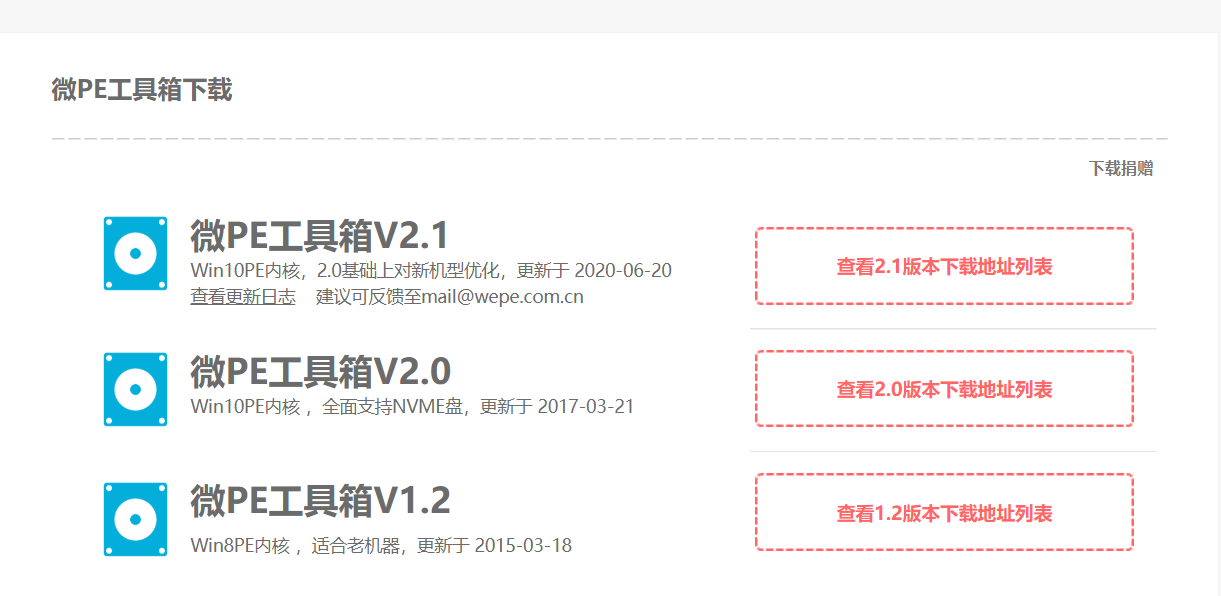 微PE工具箱下载
下载捐赠
微PE工具箱V2.1
Win10PE内核，2.0基础上对新机型优化，更新于 2020-06-20
查看更新日志 建议可反馈至mail@wepe.com.cn
查看2.1版本下载地址列表
微PE工具箱V2.0
Win10PE内核 ，全面支持NVME盘，更新于 2017-03-21
查看2.0版本下载地址列表
微PE工具箱V1.2
Win8PE内核 ，适合老机器，更新于 2015-03-18
查看1.2版本下载地址列表